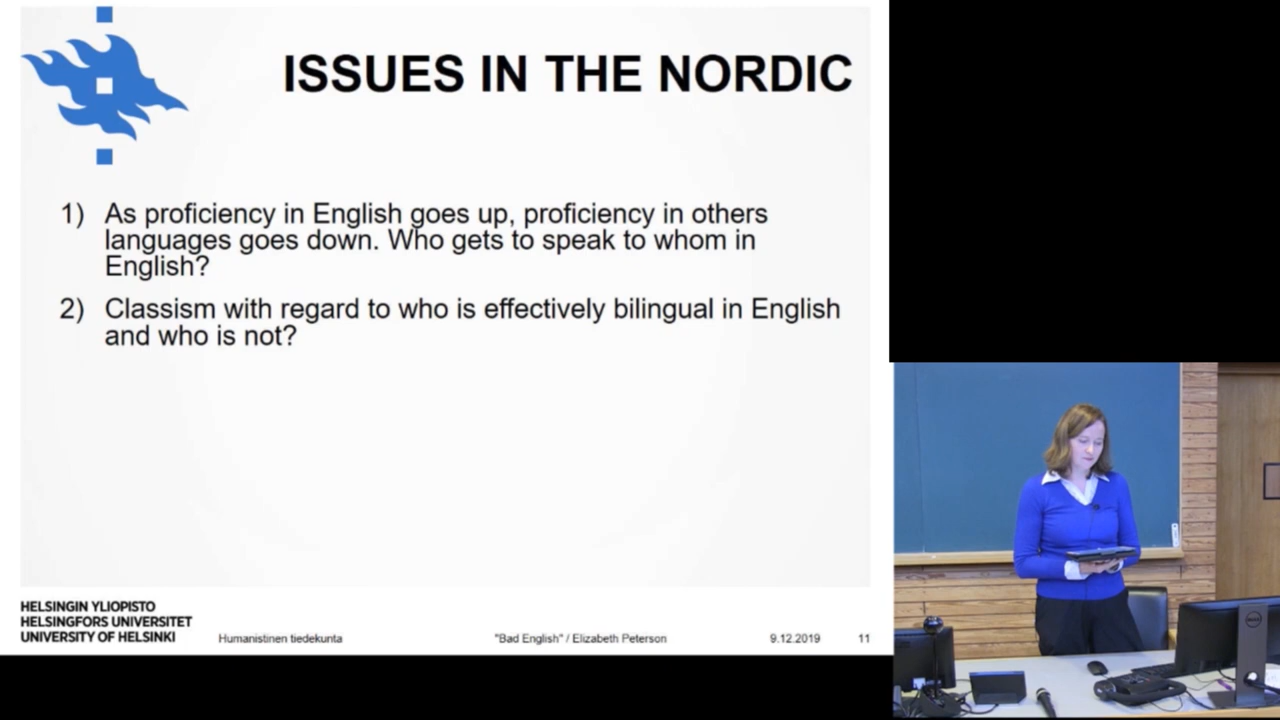 ISSUES IN THE NORDIC
1) As proficiency in English goes up, proficiency in others
languages goes down. Who gets to speak to whom in
English?
2) Classism with regard to who is effectively bilingual in English
and who is not?
HELSINGIN YLIOPISTO
HELSINGFORS UNIVERSITET
UNIVERSITY OF HELSINKI
Humanistinen tiedekunta
"Bad English" / Elizabeth Peterson
9.12.2019
11
DELL